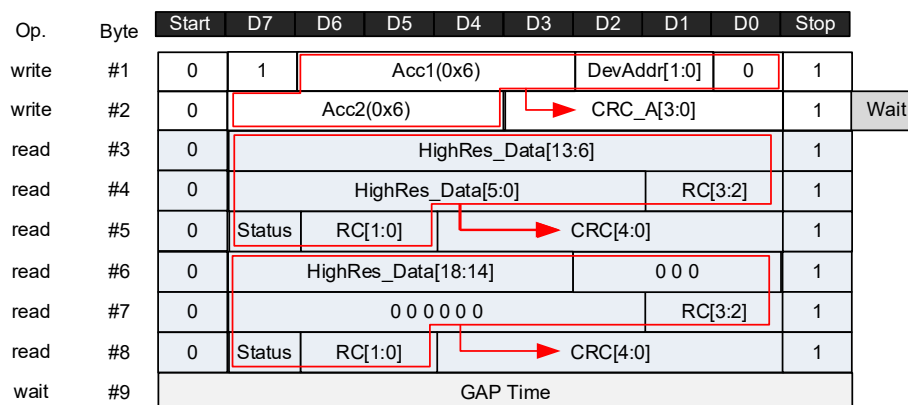 Op. Byte Start D7 D6 D5 D4 D3 D2 D1 D0 Stop
write #1 0 1 Acc1(0x6) DevAddr[1:0] 0 1
write #2 0 Acc2(0x6) CRC_A[3:0] 1 Wait
read #3 0 HighRes_Data[13:6] 1
read #4 0 HighRes_Data[5:0] RC[3:2] 1
read #5 0 Status RC[1:0] CRC[4:0] 1
read #6 0 HighRes_Data[18:14] 0 0 0 1
read #7 0 0 0 0 0 0 0 RC[3:2] 1
read #8 0 Status RC[1:0] CRC[4:0] 1
wait #9 GAP Time